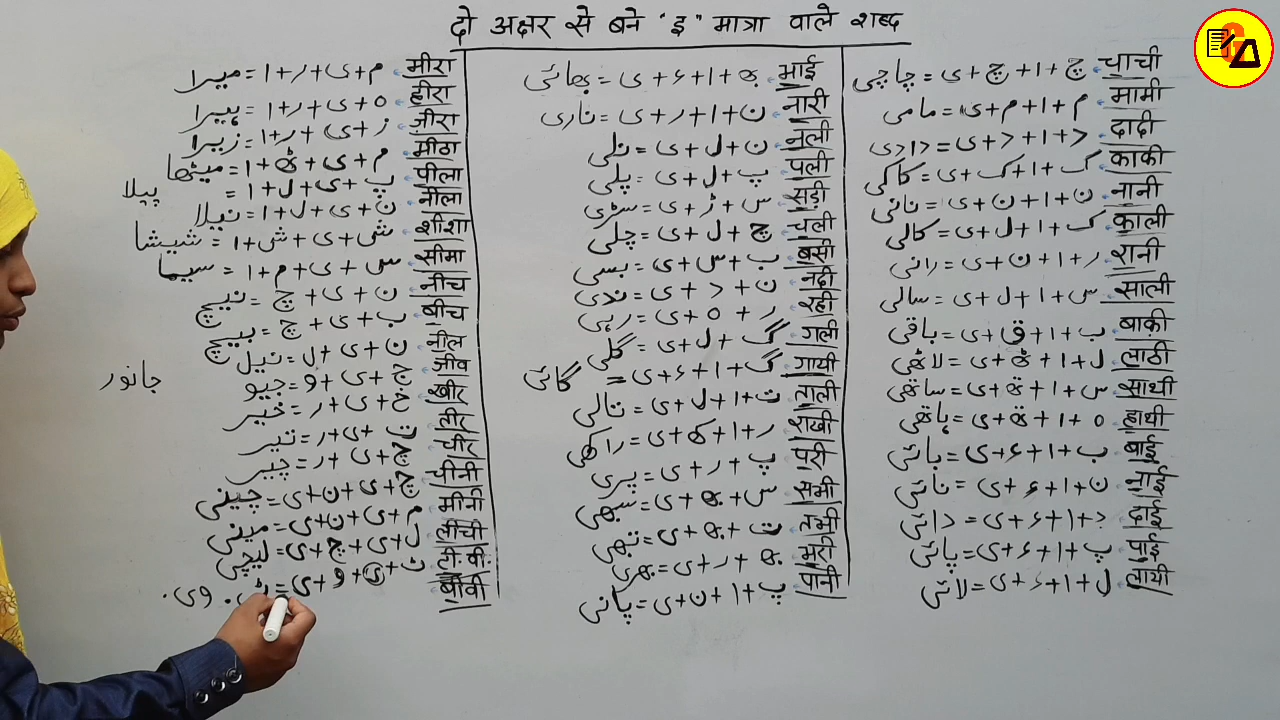 दो अक्षर से बने "इ" मात्रा वाले शब्द
चाची چ+ا+چ+ی=چاچی
मामी م+ا+م+ی=مامی
दादी د+ا+د+ی=دادی
काकी ک+ا+ک+ی=کاکی
नानी ن+ا+ن+ی=نانی
काली ک+ا+ل+ی=کالی
रानी ر+ا+ن+ی=رانی
साली س+ا+ل+ی=سالی
बाक़ी ب+ا+ق+ی=باقی
लाठी ل+ا+ٹھ+ی=لاٹھی
साथी س+ا+تھ+ی=ساتھی
हाथी ہ+ا+تھ+ی=ہاتھی
बाई ب+ا+ء+ی=بائی
नाई ن+ا+ء+ی=نائی
दाई د+ا+ء+ی=دائی
पाई پ+ا+ء+ی=پائی
लायी ل+ا+ء+ی=لائی
भाई بھ+ا+ء+ی=بھائی
नारी ن+ا+ر+ی=ناری
नली ن+ل+ی=نلی
पली پ+ل+ی=پلی
सड़ी س+ڑ+ی=سڑی
चली چ+ل+ی=چلی
बसी ب+س+ی=بسی
नदी ن+د+ی=ندی
रही ر+ہ+ی=رہی
गली گ+ل+ی=گلی
गायी گ+ا+ء+ی=گائی
ताली ت+ا+ل+ی=تالی
राखी ر+ا+کھ+ی=راکھی
परी پ+ر+ی=پری
सभी س+بھ+ی=سبھی
तभी ت+بھ+ی=تبھی
भरी بھ+ر+ی=بھری
पानी پ+ا+ن+ی=پانی
मीरा م+ی+ر+ا=میرا
हीरा ہ+ی+ر+ا=ہیرا
ज़ीरा ز+ی+ر+ا=زیرا
मीठा م+ی+ٹھ+ا=میٹھا
पीला پ+ی+ل+ا=پیلا
नीला ن+ی+ل+ا=نیلا
शीशा ش+ی+ش+ا=شیشا
सीमा س+ی+م+ا=سیما
नीच ن+ی+چ=نیچ
बीच ب+ی+چ=بیچ
नील ن+ی+ل=نیل
जीव ج+ی+و=جیو جانور
खीर خ+ی+ر=خیر
तीर ت+ی+ر=تیر
चीर چ+ی+ر=چیر
चीनी چ+ی+ن+ی=چینی
मीनी م+ی+ن+ی=مینی
लीची ل+ی+چ+ی=لیچی
टी.वी. ت+ی+و+ی=ٹی.وی.
बीवी